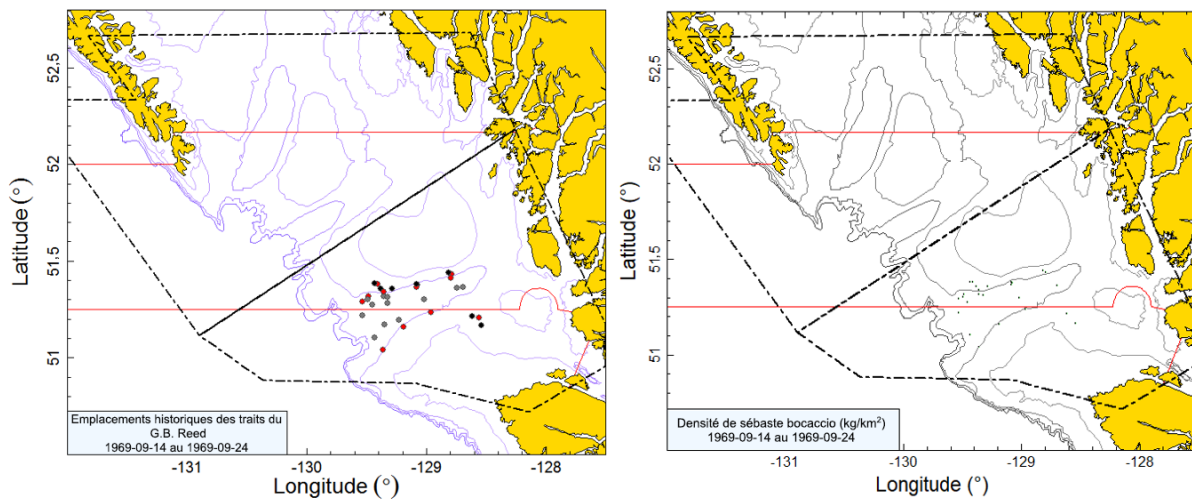 52,5
52
51,5
51
Latitude (°)
-131
-130
-129
-128
Longitude (°)
Emplacements historiques des traits du
G.B. Reed
1969-09-14 au 1969-09-24
52,5
52
51,5
51
Latitude (°)
-131
-130
-129
-128
Longitude (°)
Densité de sébaste bocaccio (kg/km²)
1969-09-14 au 1969-09-24